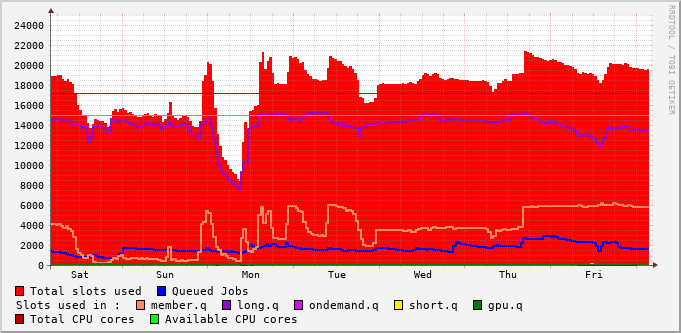 24000
22000
20000
18000
16000
14000
12000
10000
8000
6000
4000
2000
0
Sat Sun Mon Tue Wed Thu Fri
RRDTOOL / TOBI OETIKER
Total slots used Queued Jobs
Slots used in : member.q long.q ondemand.q short.q gpu.q
Total CPU cores Available CPU cores